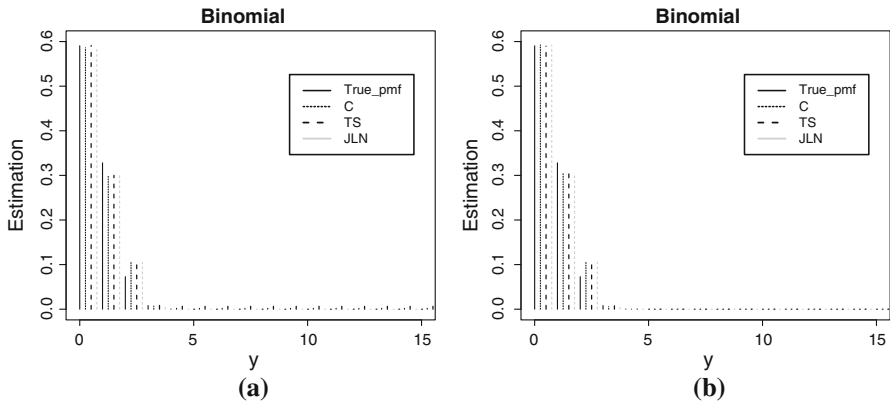 Binomial
Estimation
0.6
0.5
0.4
0.3
0.2
0.1
0.0
True_pmf
C
TS
JLN
0 5 10 15
y
(a)
Binomial
Estimation
0.6
0.5
0.4
0.3
0.2
0.1
0.0
True_pmf
C
TS
JLN
0 5 10 15
y
(b)